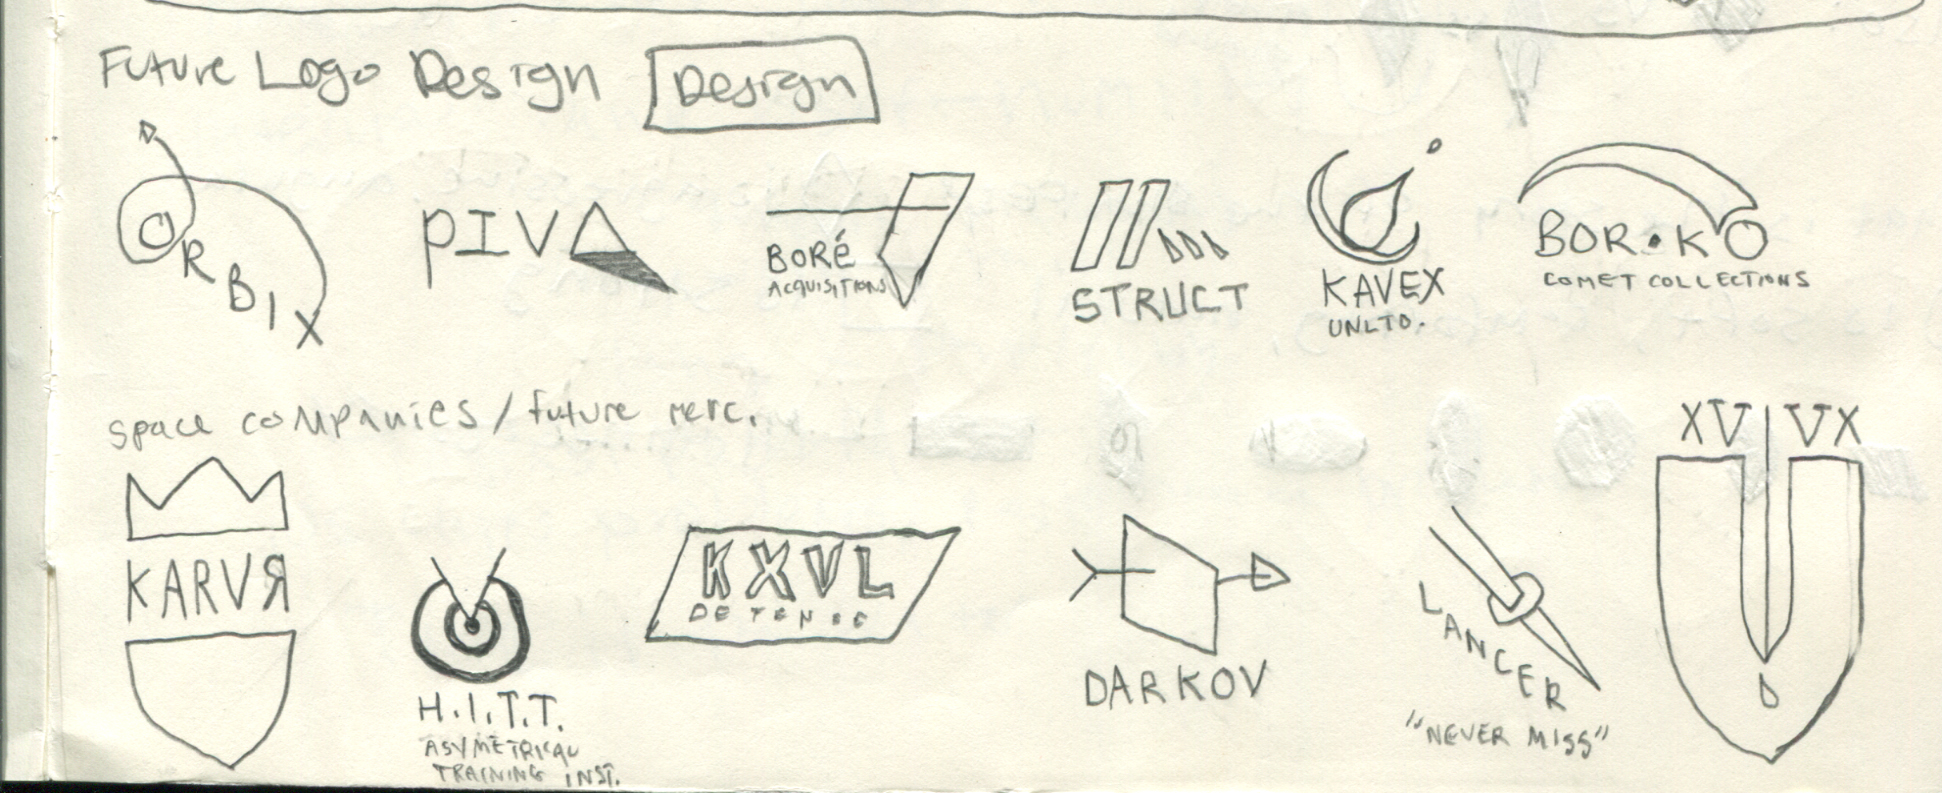 Future Logo Design Design
ORBIX
PIVA
BORé
ACQUISITIONS
STRUCT
KAVEX
UNLTD.
BOR•KO
COMET COLLECTIONS
space companies / future merc.
KARVЯ
H.I.T.T.
ASYMETRICAL
TRAINING INST.
KXVL
DEFENSE
DARKOV
LANCER
"NEVER MISS"
XV VX